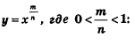 y = x^{m/n}, где 0 < m/n < 1: